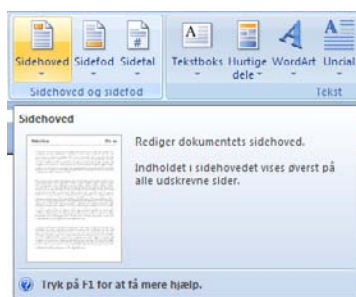 Sidehoved Sidefod Sidetal Tekstboks Hurtige WordArt Uncial
dele
Sidehoved og sidefod Tekst
Sidehoved
Rediger dokumentets sidehoved.
Indholdet i sidehovedet vises øverst på
alle udskrevne sider.
Tryk på F1 for at få mere hjælp.